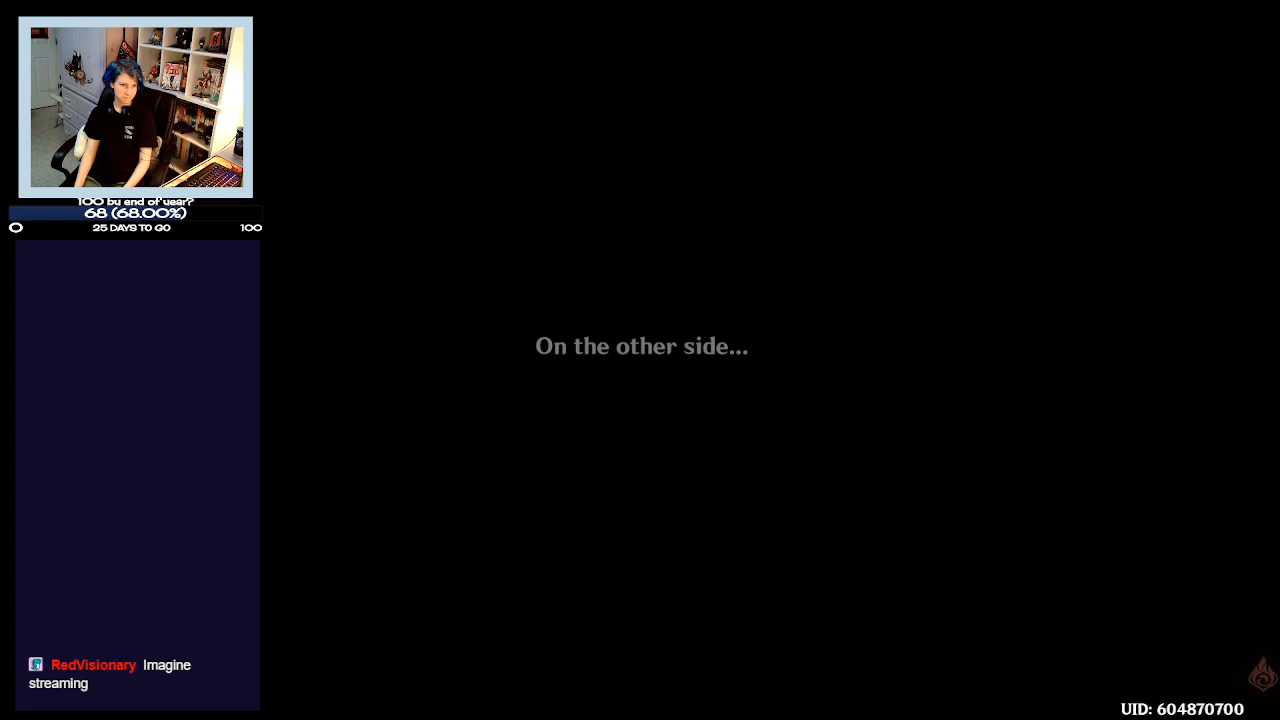 100 by end of year?
68 (68.00%)
0 25 DAYS TO GO 100
On the other side...
RedVisionary Imagine
streaming
UID: 604870700